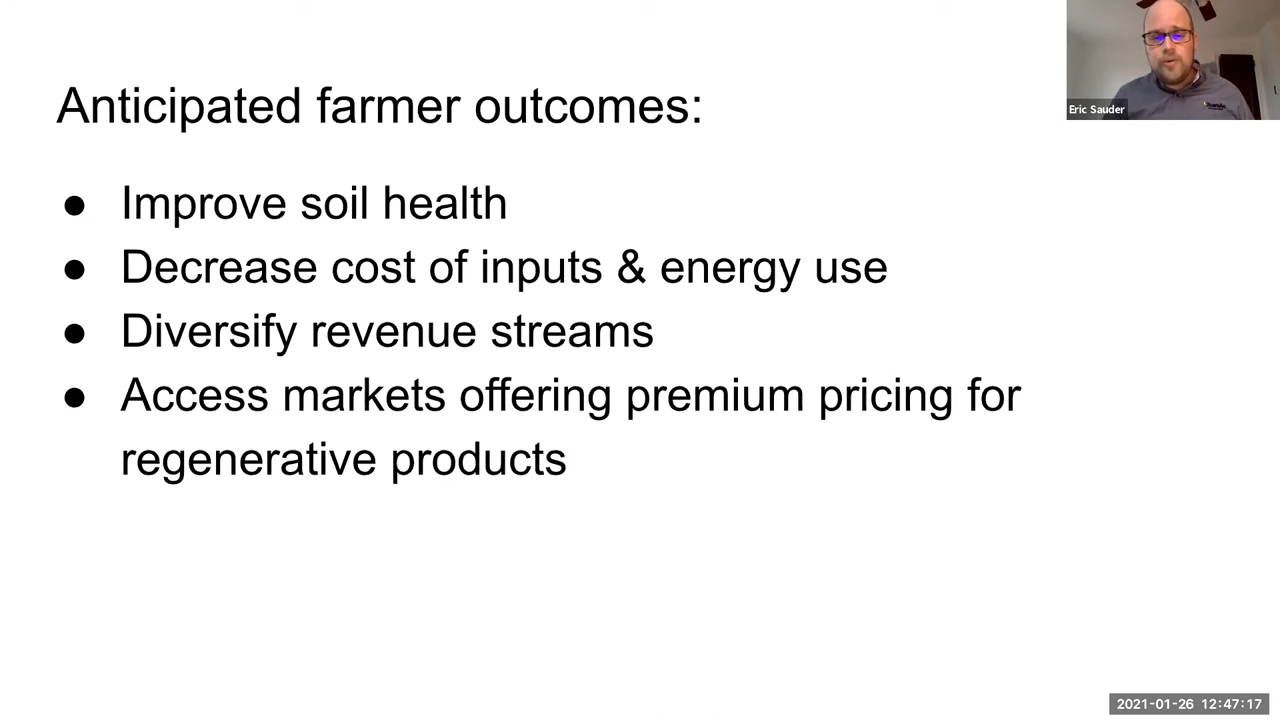 Anticipated farmer outcomes:
● Improve soil health
● Decrease cost of inputs & energy use
● Diversify revenue streams
● Access markets offering premium pricing for
regenerative products
Eric Sauder
2021-01-26 12:47:17